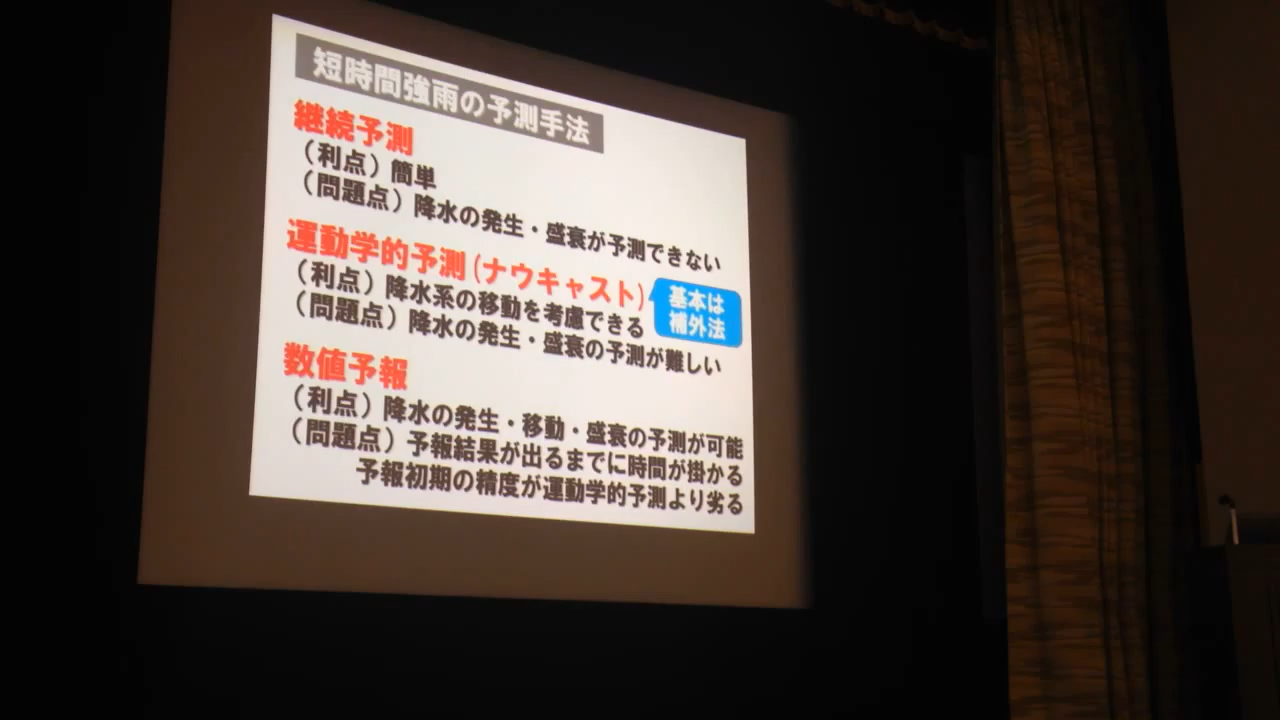 短時間強雨の予測手法
継続予測
（利点）簡単
（問題点）降水の発生・盛衰が予測できない
運動学的予測(ナウキャスト)
基本は
補外法
（利点）降水系の移動を考慮できる
（問題点）降水の発生・盛衰の予測が難しい
数値予報
（利点）降水の発生・移動・盛衰の予測が可能
（問題点）予報結果が出るまでに時間が掛かる
予報初期の精度が運動学的予測より劣る